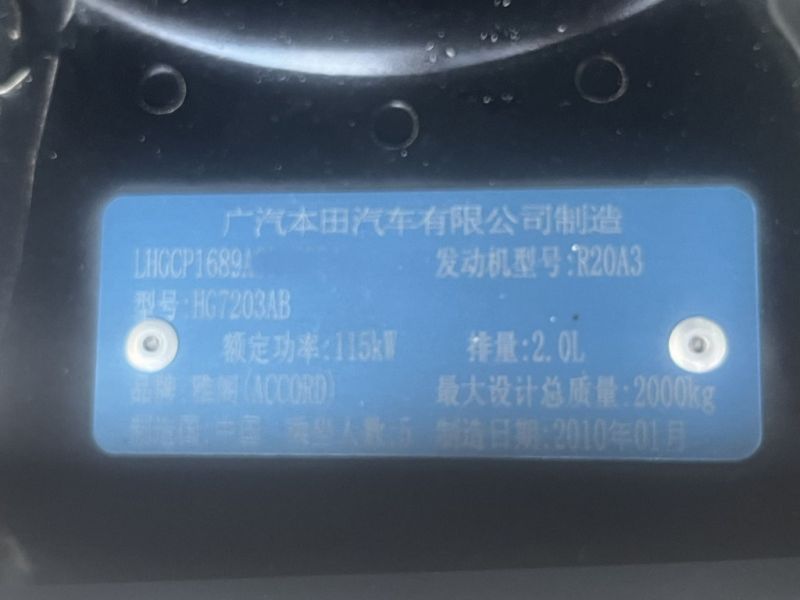 广汽本田汽车有限公司制造
LHGCP1689A 发动机型号:R20A3
型号:HG7203AB
额定功率:115kW 排量:2.0L
品牌:雅阁(ACCORD) 最大设计总质量:2000kg
制造国:中国 乘坐人数:5 制造日期:2010年01月